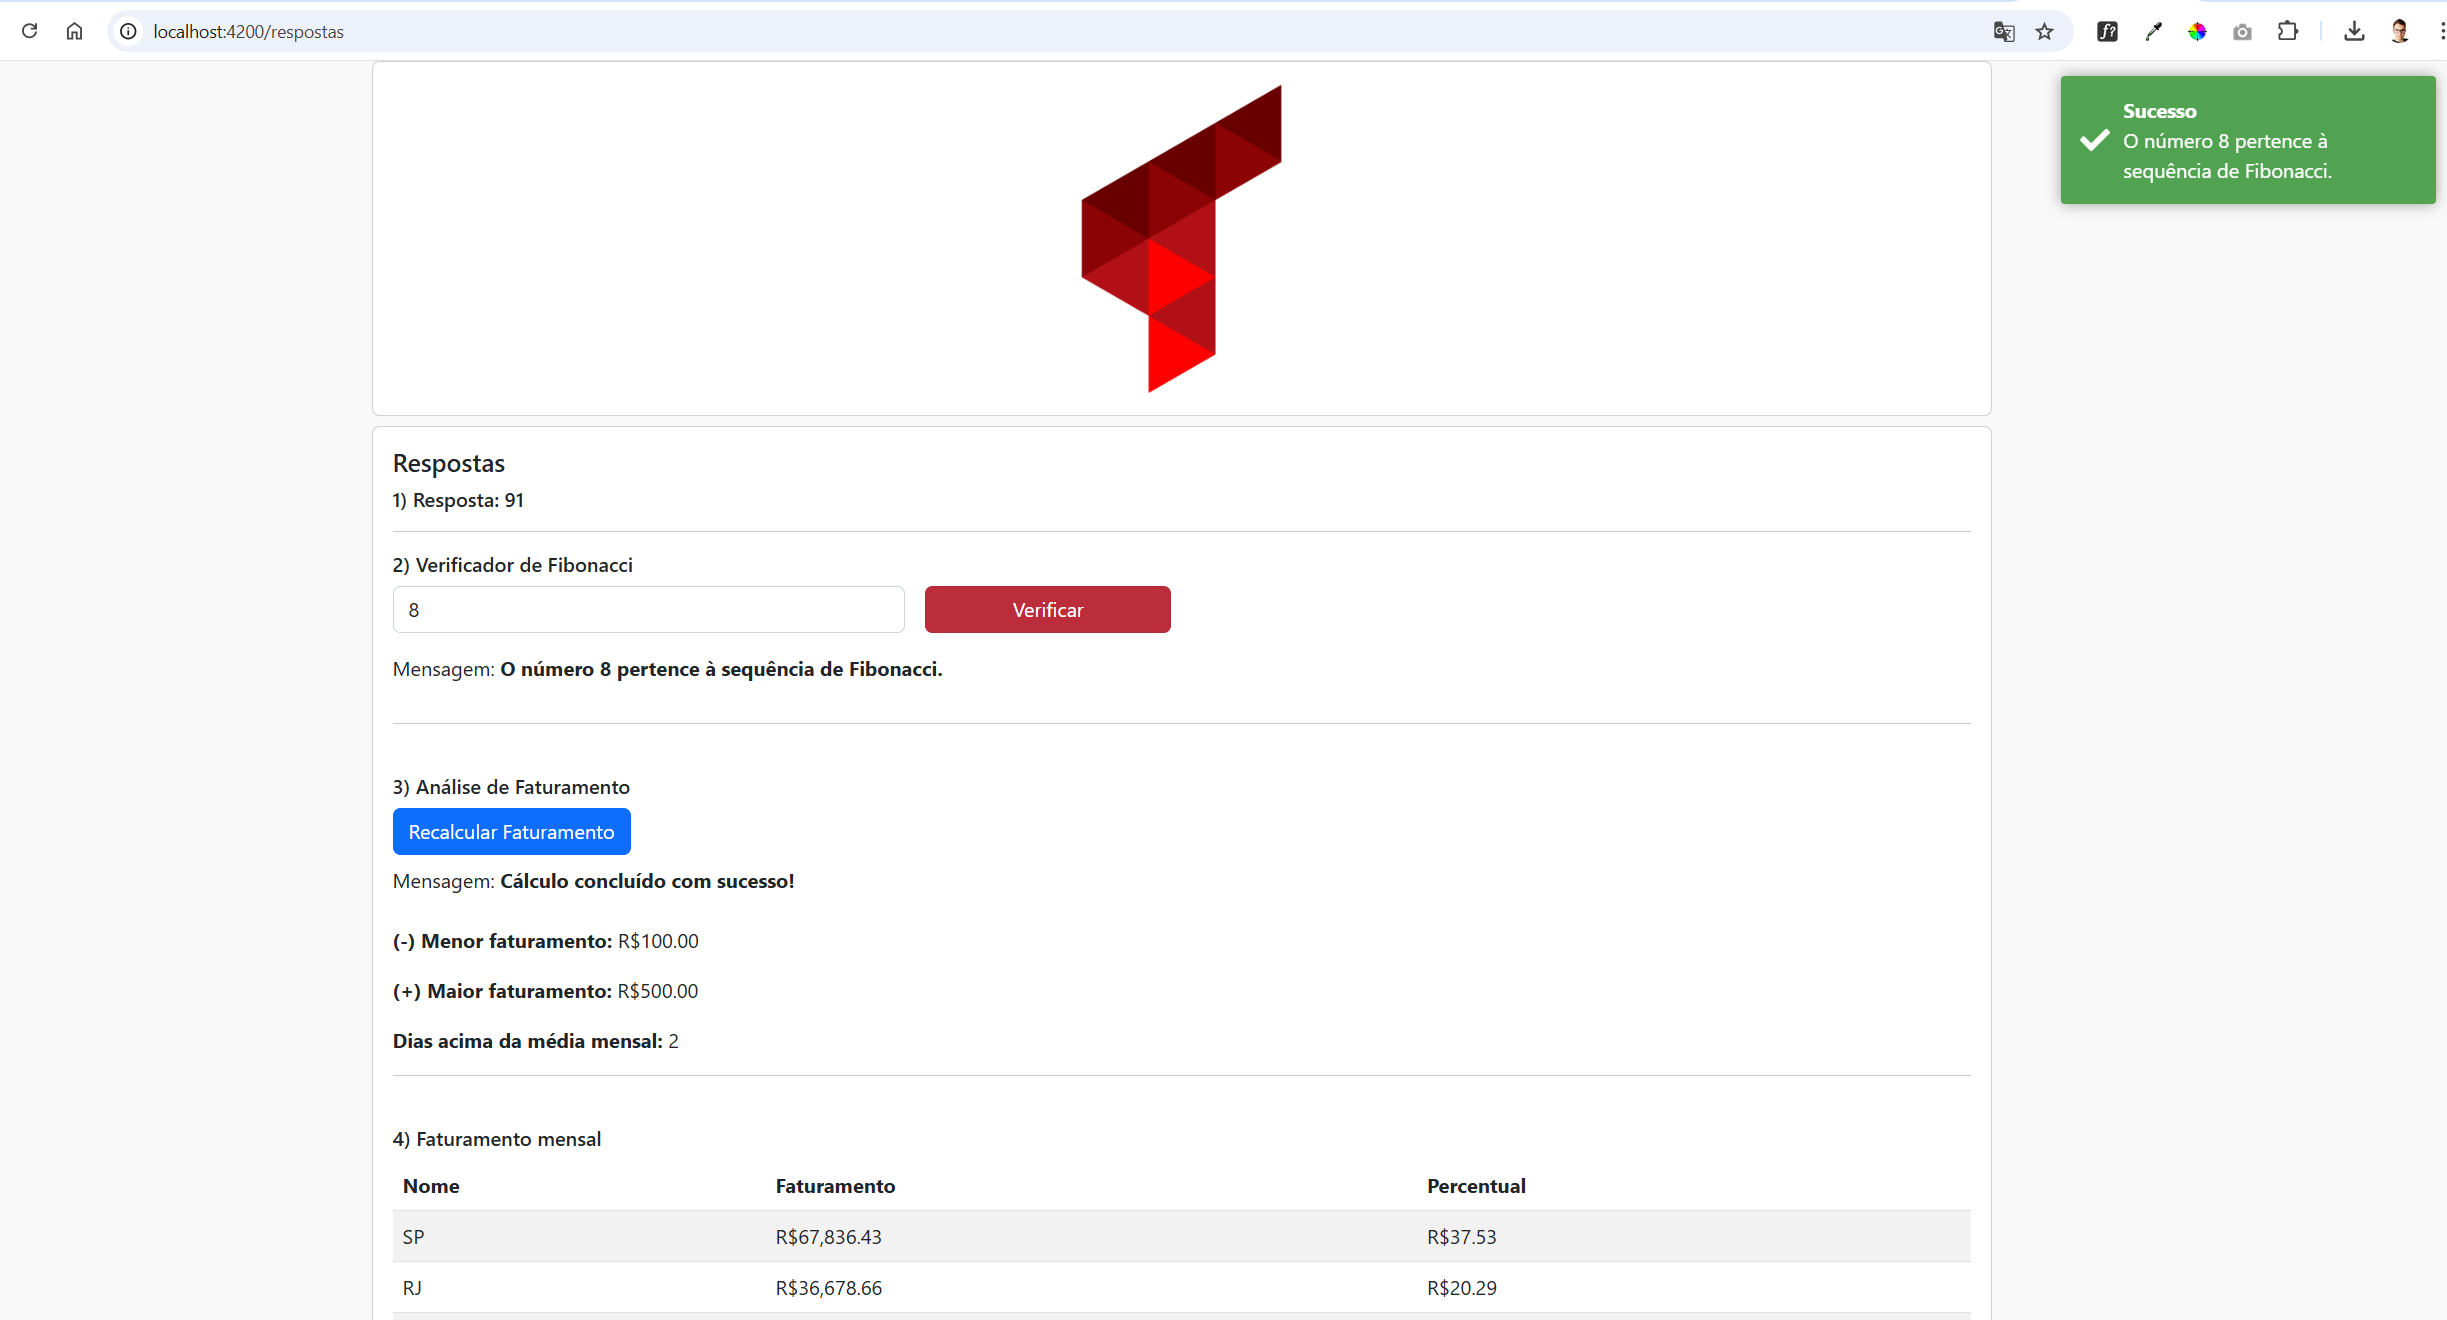 localhost:4200/respostas
Sucesso
O número 8 pertence à
sequência de Fibonacci.
Respostas
1) Resposta: 91
2) Verificador de Fibonacci
8
Verificar
Mensagem: O número 8 pertence à sequência de Fibonacci.
3) Análise de Faturamento
Recalcular Faturamento
Mensagem: Cálculo concluído com sucesso!
(-) Menor faturamento: R$100.00
(+) Maior faturamento: R$500.00
Dias acima da média mensal: 2
4) Faturamento mensal
Nome Faturamento Percentual
SP R$67,836.43 R$37.53
RJ R$36,678.66 R$20.29